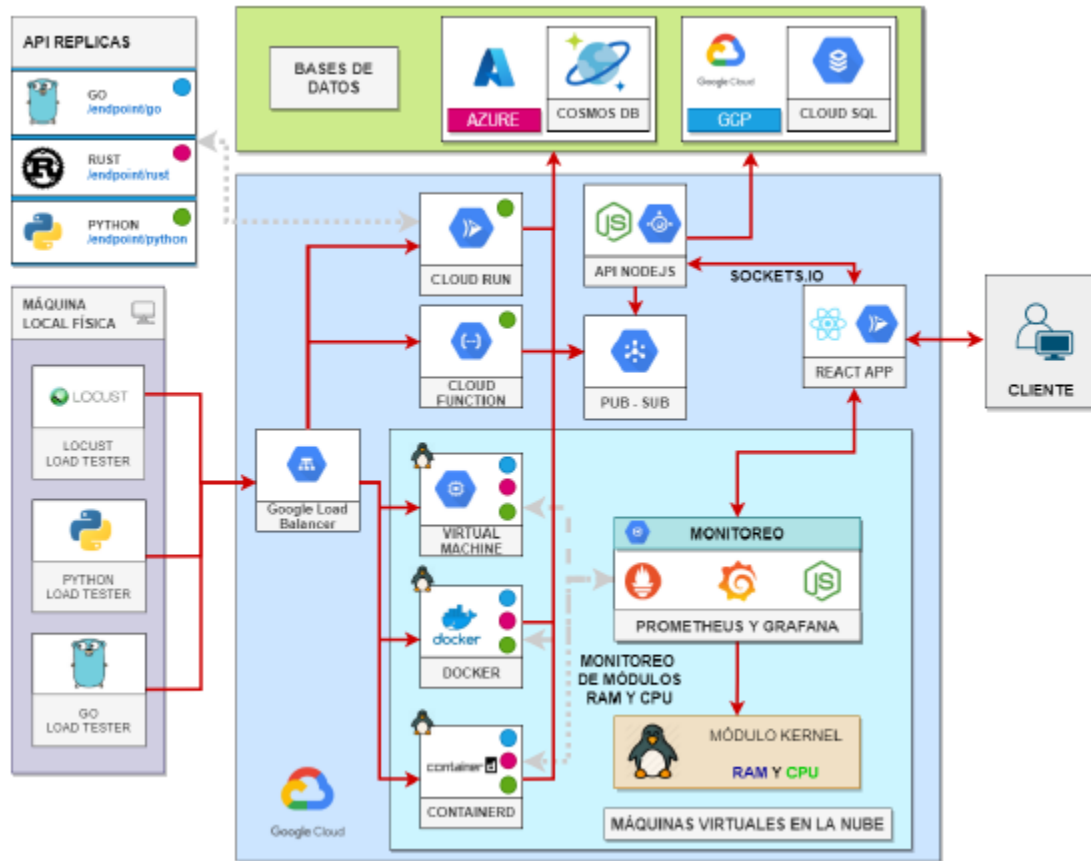 API REPLICAS
GO
/endpoint/go
RUST
/endpoint/rust
PYTHON
/endpoint/python
BASES DE
DATOS
AZURE
COSMOS DB
Google Cloud
GCP
CLOUD SQL
MÁQUINA
LOCAL FÍSICA
LOCUST
LOCUST
LOAD TESTER
PYTHON
LOAD TESTER
GO
LOAD TESTER
Google Load
Balancer
CLOUD RUN
CLOUD
FUNCTION
JS
API NODEJS
PUB - SUB
SOCKETS.IO
REACT APP
CLIENTE
VIRTUAL
MACHINE
docker
DOCKER
container d
CONTAINERD
MONITOREO
JS
PROMETHEUS Y GRAFANA
MONITOREO
DE MÓDULOS
RAM Y CPU
MÓDULO KERNEL
RAM Y CPU
MÁQUINAS VIRTUALES EN LA NUBE
Google Cloud